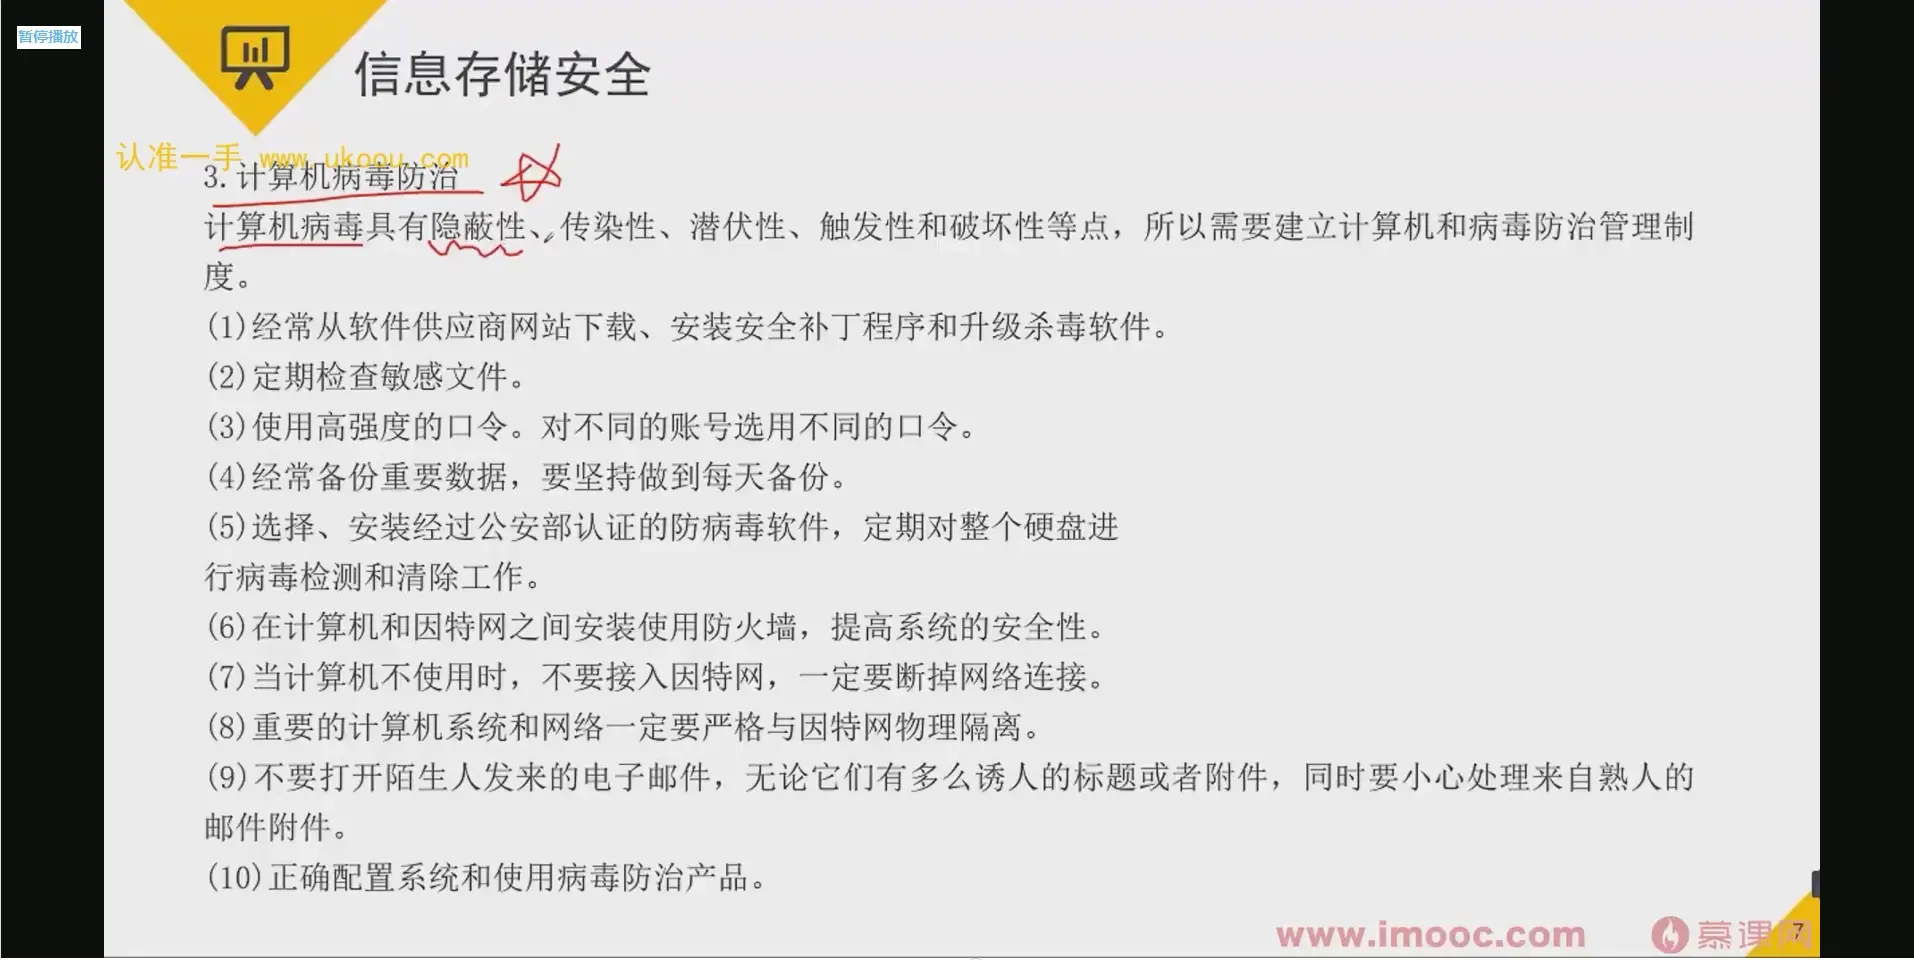 暂停播放
信息存储安全
认准一手 www.ukoou.com
3.计算机病毒防治
计算机病毒具有隐蔽性、传染性、潜伏性、触发性和破坏性等点，所以需要建立计算机和病毒防治管理制
度。
(1)经常从软件供应商网站下载、安装安全补丁程序和升级杀毒软件。
(2)定期检查敏感文件。
(3)使用高强度的口令。对不同的账号选用不同的口令。
(4)经常备份重要数据，要坚持做到每天备份。
(5)选择、安装经过公安部认证的防病毒软件，定期对整个硬盘进
行病毒检测和清除工作。
(6)在计算机和因特网之间安装使用防火墙，提高系统的安全性。
(7)当计算机不使用时，不要接入因特网，一定要断掉网络连接。
(8)重要的计算机系统和网络一定要严格与因特网物理隔离。
(9)不要打开陌生人发来的电子邮件，无论它们有多么诱人的标题或者附件，同时要小心处理来自熟人的
邮件附件。
(10)正确配置系统和使用病毒防治产品。
www.imooc.com 慕课网
7